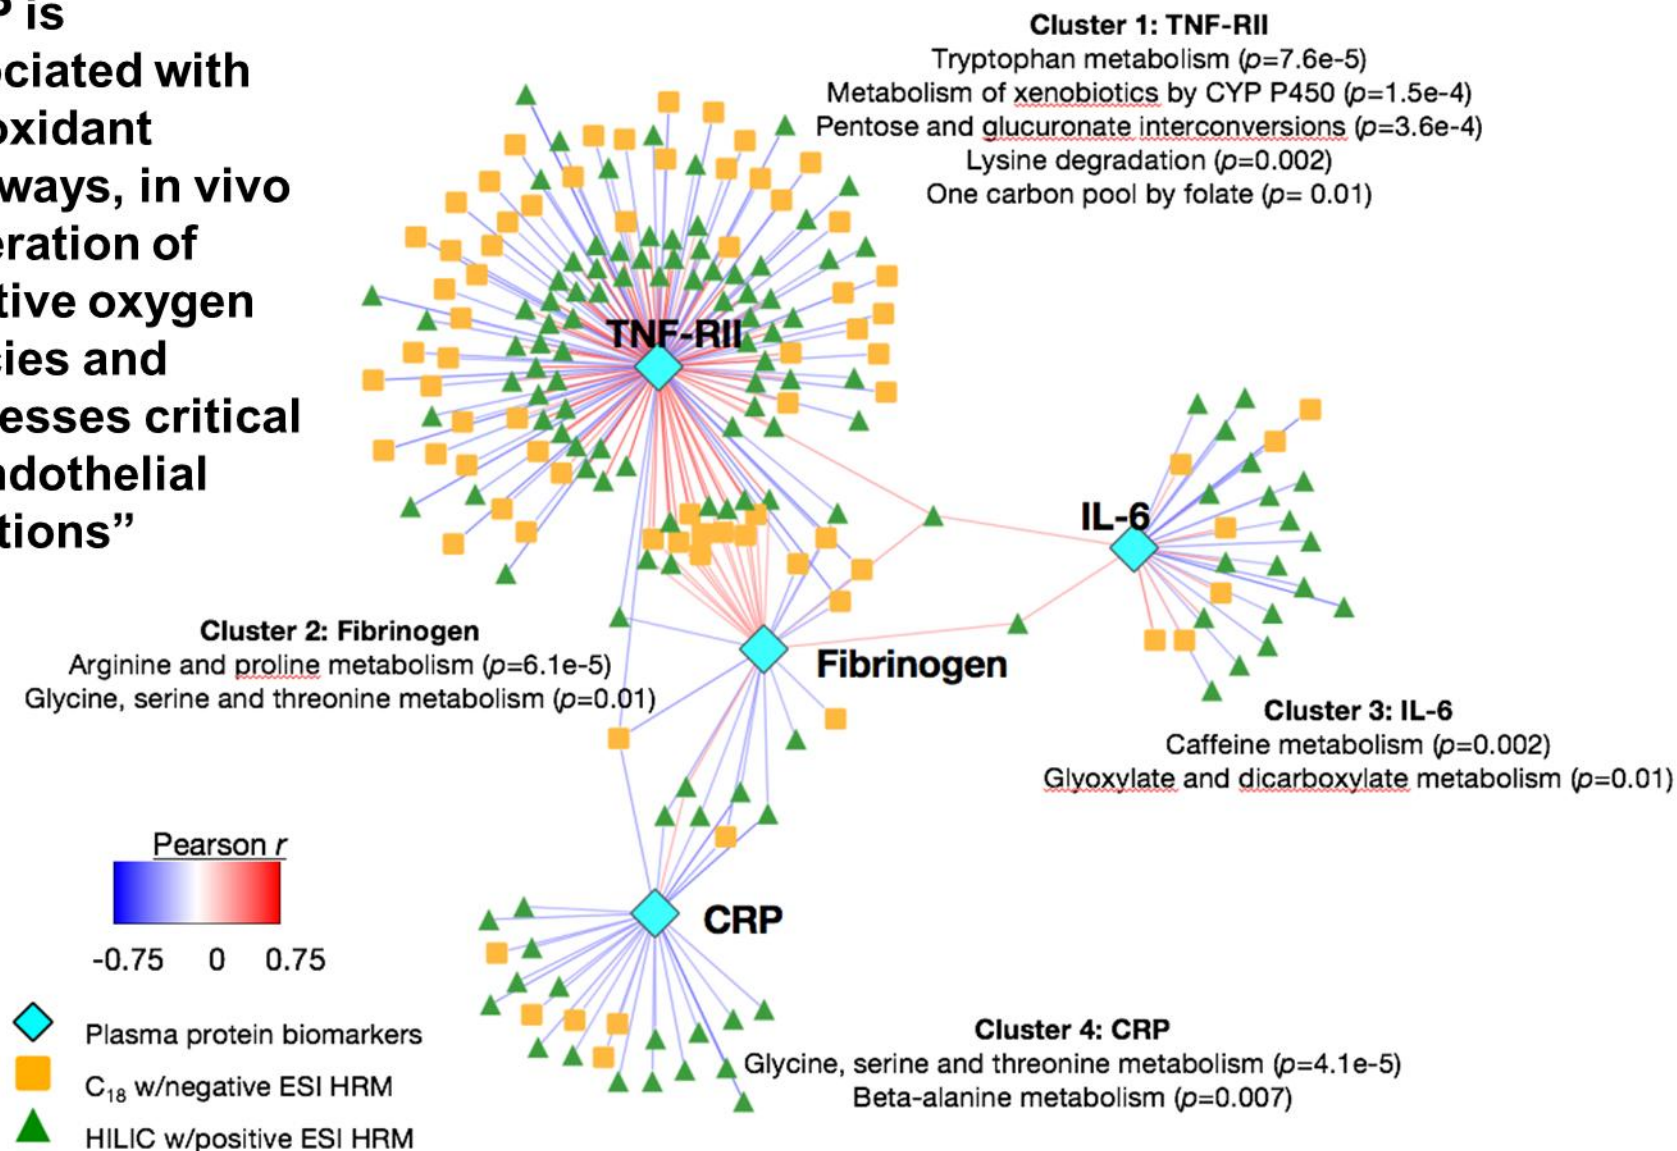 P is
ociated with
oxidant
ways, in vivo
eration of
tive oxygen
cies and
esses critical
ndothelial
tions”
Cluster 1: TNF-RII
Tryptophan metabolism (p=7.6e-5)
Metabolism of xenobiotics by CYP P450 (p=1.5e-4)
Pentose and glucuronate interconversions (p=3.6e-4)
Lysine degradation (p=0.002)
One carbon pool by folate (p= 0.01)
TNF-RII
IL-6
Cluster 2: Fibrinogen
Arginine and proline metabolism (p=6.1e-5)
Glycine, serine and threonine metabolism (p=0.01)
Fibrinogen
Cluster 3: IL-6
Caffeine metabolism (p=0.002)
Glyoxylate and dicarboxylate metabolism (p=0.01)
Pearson r
-0.75 0 0.75
CRP
Plasma protein biomarkers
C18 w/negative ESI HRM
HILIC w/positive ESI HRM
Cluster 4: CRP
Glycine, serine and threonine metabolism (p=4.1e-5)
Beta-alanine metabolism (p=0.007)